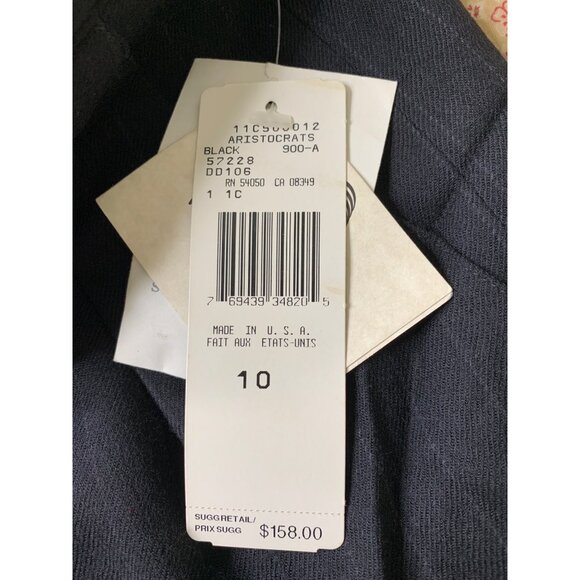 11C500012
ARISTOCRATS
BLACK 900-A
57228
DD106
RN 54050 CA 08349
1 1C
7 69439 34820 5
MADE IN U.S.A.
FAIT AUX ETATS-UNIS
10
SUGG RETAIL/
PRIX SUGG $158.00